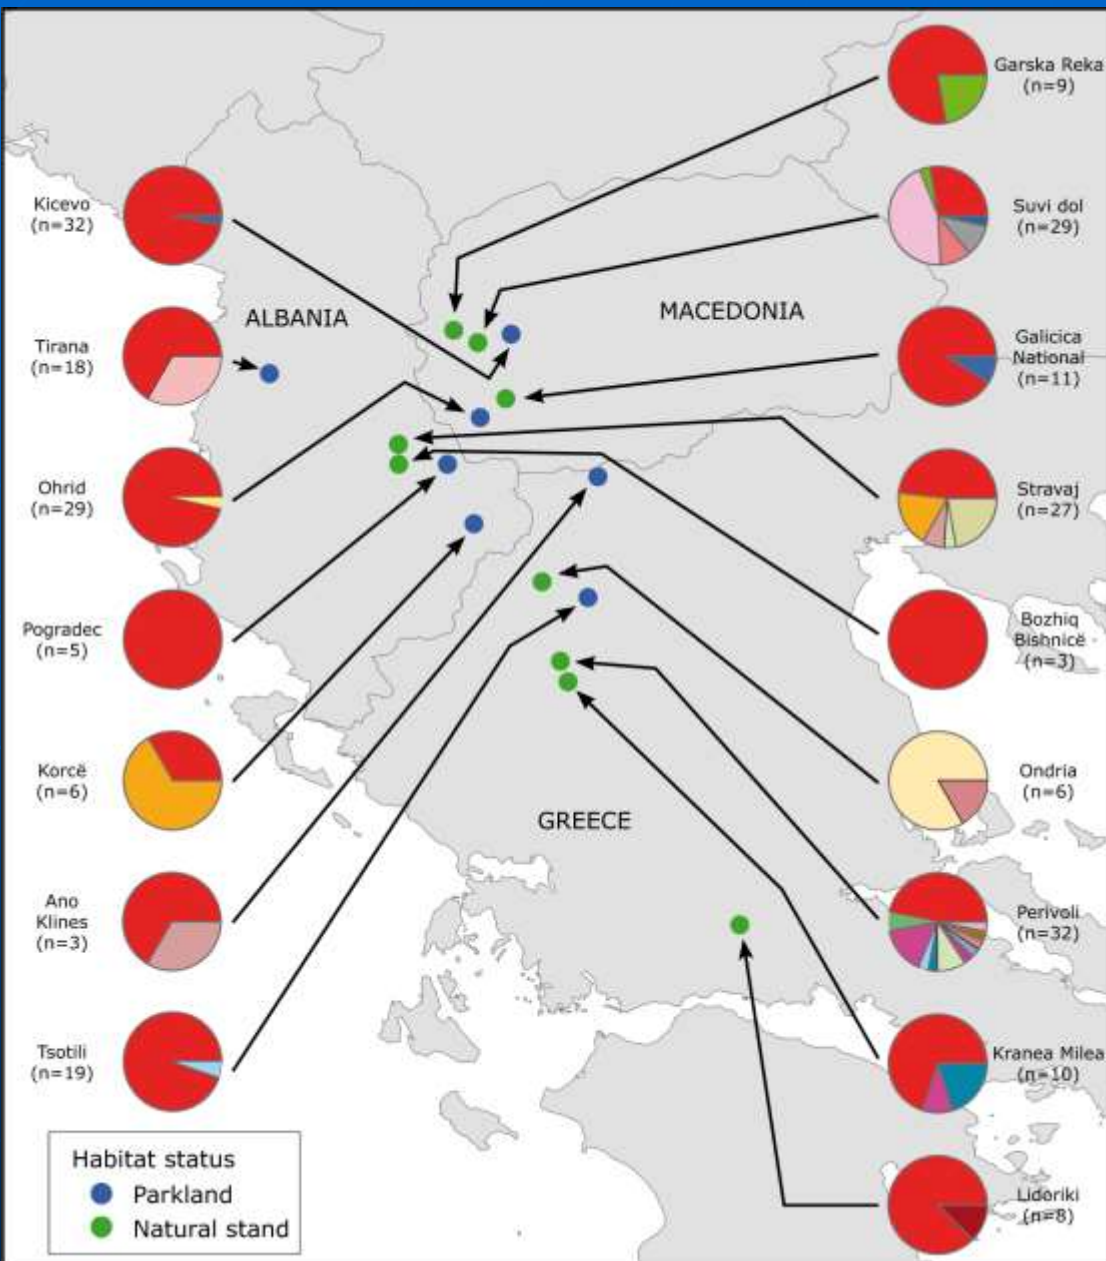 Garska Reka
(n=9)
Kicevo
(n=32)
Suvi dol
(n=29)
ALBANIA
MACEDONIA
Tirana
(n=18)
Galicica
National
(n=11)
Ohrid
(n=29)
Stravaj
(n=27)
Pogradec
(n=5)
Bozhiq
Bishnicë
(n=3)
Korcë
(n=6)
Ondria
(n=6)
GREECE
Ano
Klines
(n=3)
Perivoli
(n=32)
Tsotili
(n=19)
Kranea Milea
(n=10)
Habitat status
Parkland
Natural stand
Lidoriki
(n=8)